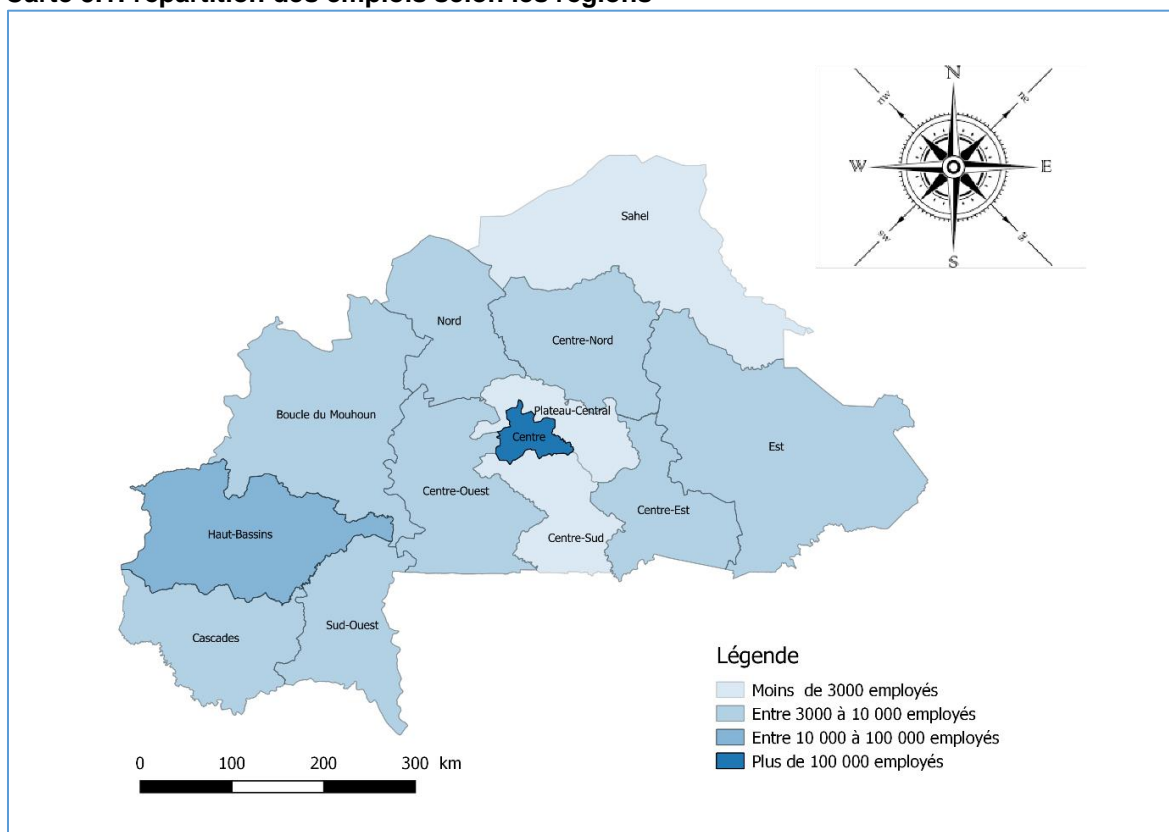 Carte 3.1: répartition des emplois selon les régions
N
nw
ne
W
E
sw
S
Sahel
Nord
Centre-Nord
Boucle du Mouhoun
Plateau-Central
Centre
Est
Centre-Ouest
Centre-Est
Haut-Bassins
Centre-Sud
Sud-Ouest
Cascades
Légende
Moins de 3000 employés
Entre 3000 à 10 000 employés
Entre 10 000 à 100 000 employés
Plus de 100 000 employés
0 100 200 300 km